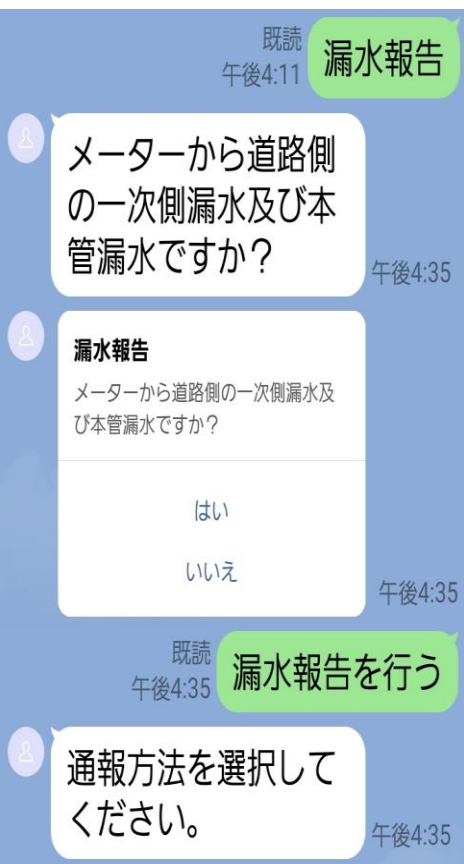 既読
午後4:11
漏水報告
メーターから道路側
の一次側漏水及び本
管漏水ですか？
午後4:35
漏水報告
メーターから道路側の一次側漏水及
び本管漏水ですか？
はい
いいえ
午後4:35
既読
午後4:35
漏水報告を行う
通報方法を選択して
ください。
午後4:35